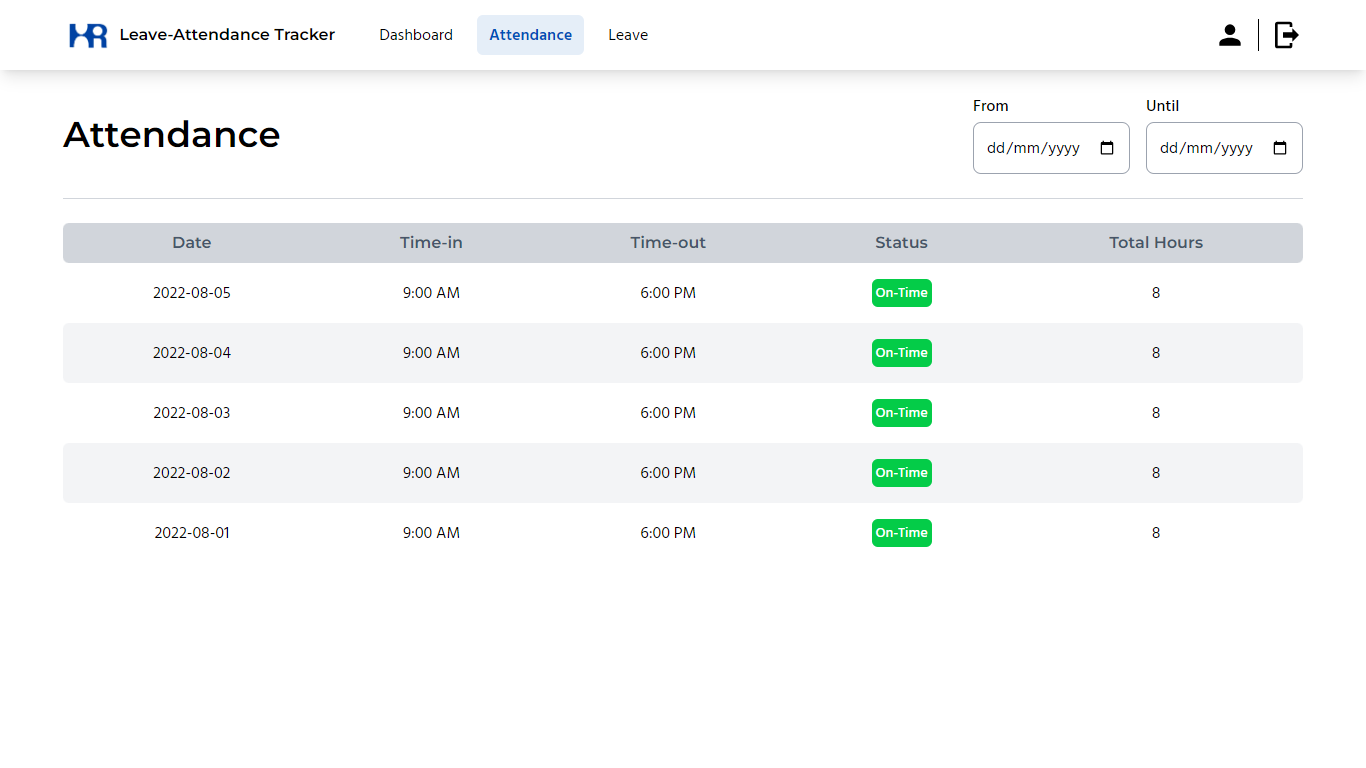 HR Leave-Attendance Tracker Dashboard Attendance Leave
From Until
Attendance
dd/mm/yyyy dd/mm/yyyy
Date Time-in Time-out Status Total Hours
2022-08-05 9:00 AM 6:00 PM On-Time 8
2022-08-04 9:00 AM 6:00 PM On-Time 8
2022-08-03 9:00 AM 6:00 PM On-Time 8
2022-08-02 9:00 AM 6:00 PM On-Time 8
2022-08-01 9:00 AM 6:00 PM On-Time 8